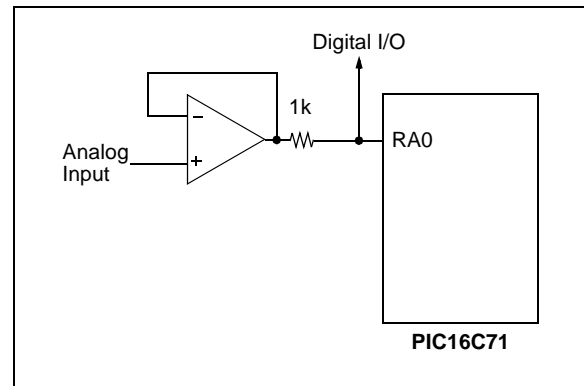 Digital I/O
1k
−
RA0
Analog
Input
+
PIC16C71